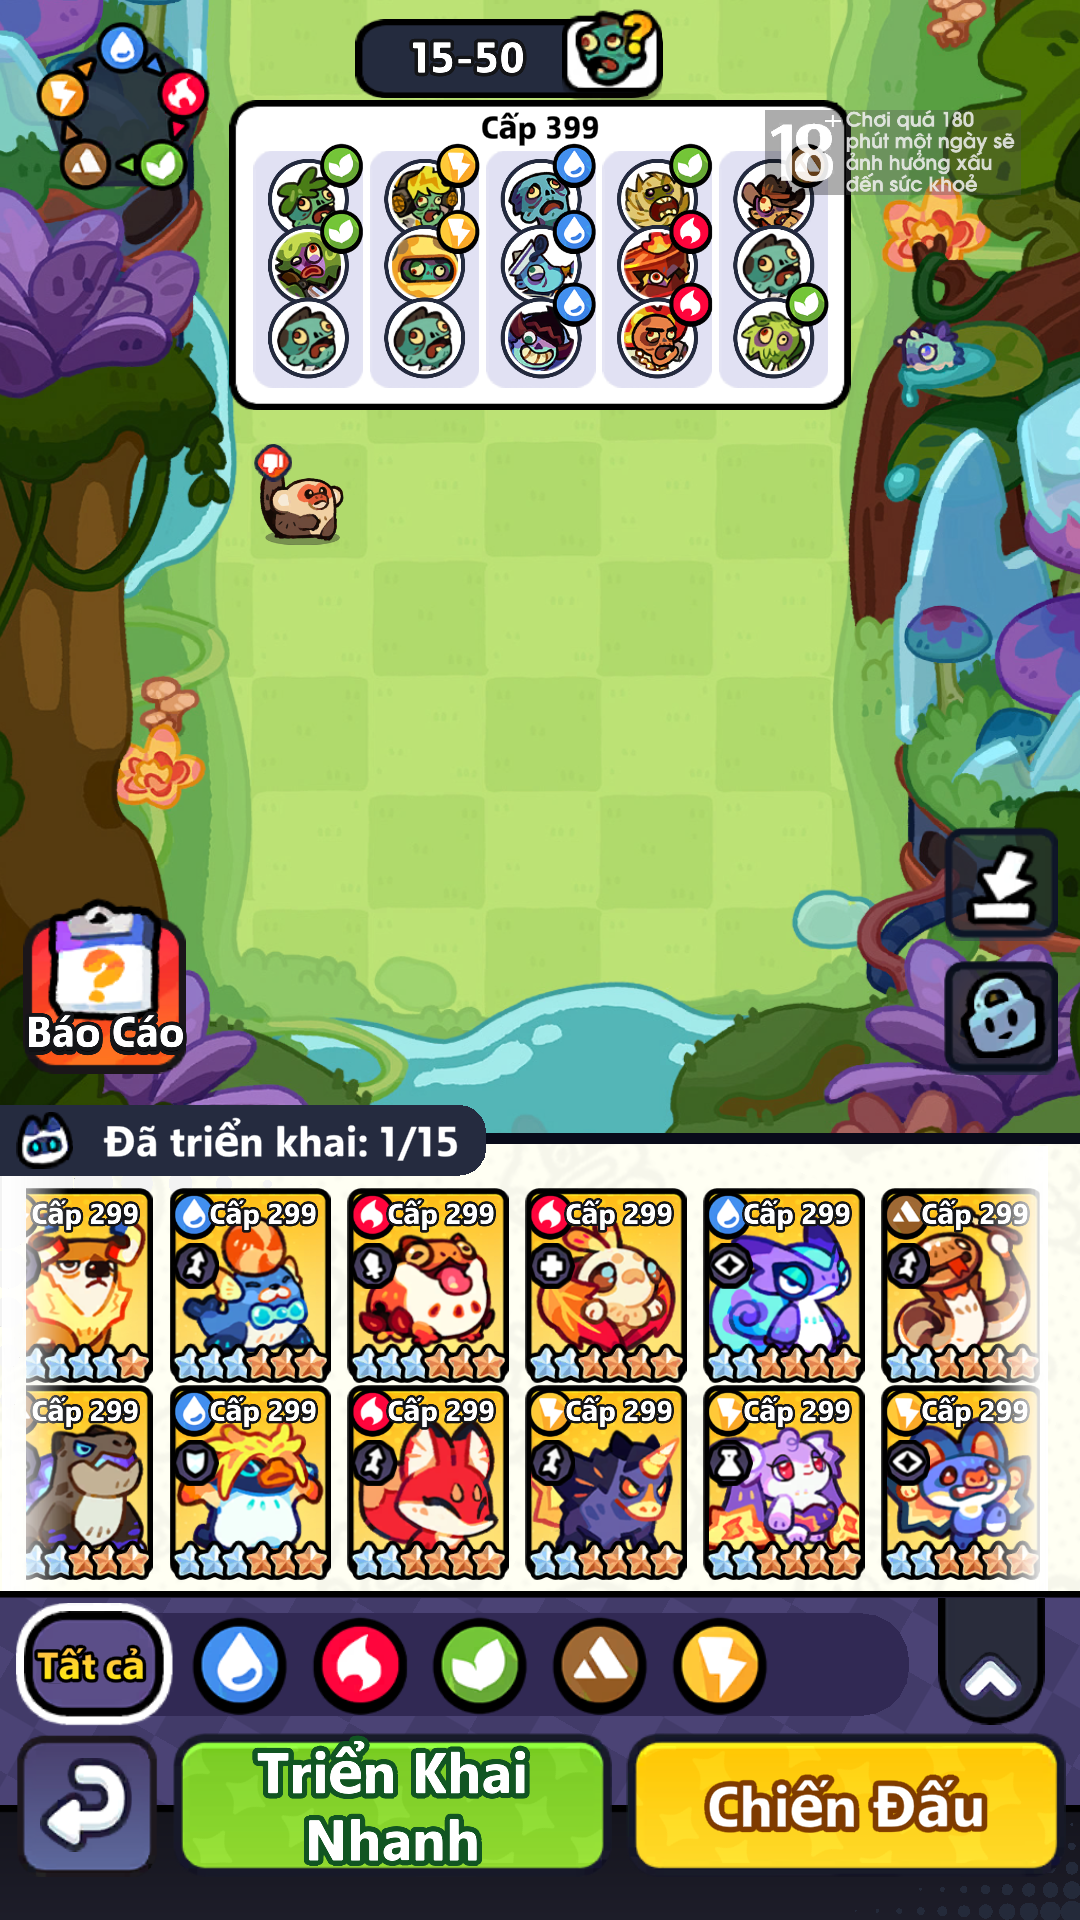 15-50
Cấp 399
18+
Chơi quá 180
phút một ngày sẽ
ảnh hưởng xấu
đến sức khoẻ
Báo Cáo
Đã triển khai: 1/15
Cấp 299
Cấp 299
Cấp 299
Cấp 299
Cấp 299
Cấp 299
Cấp 299
Cấp 299
Cấp 299
Cấp 299
Cấp 299
Cấp 299
Tất cả
Triển Khai
Nhanh
Chiến Đấu